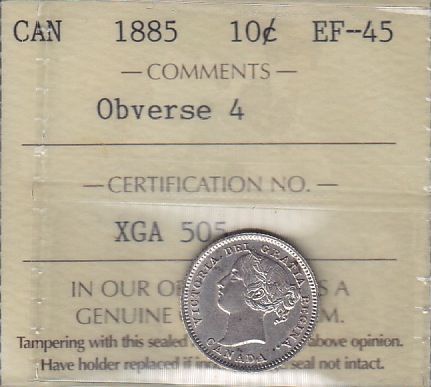 CAN 1885 10¢ EF--45
— COMMENTS —
Obverse 4
— CERTIFICATION NO. —
XGA 505
IN OUR A
GENUINE M.
Tampering with this sealed above opinion.
Have holder replaced if seal not intact.
VICTORIA DEI GRATIA REGINA.
CANADA